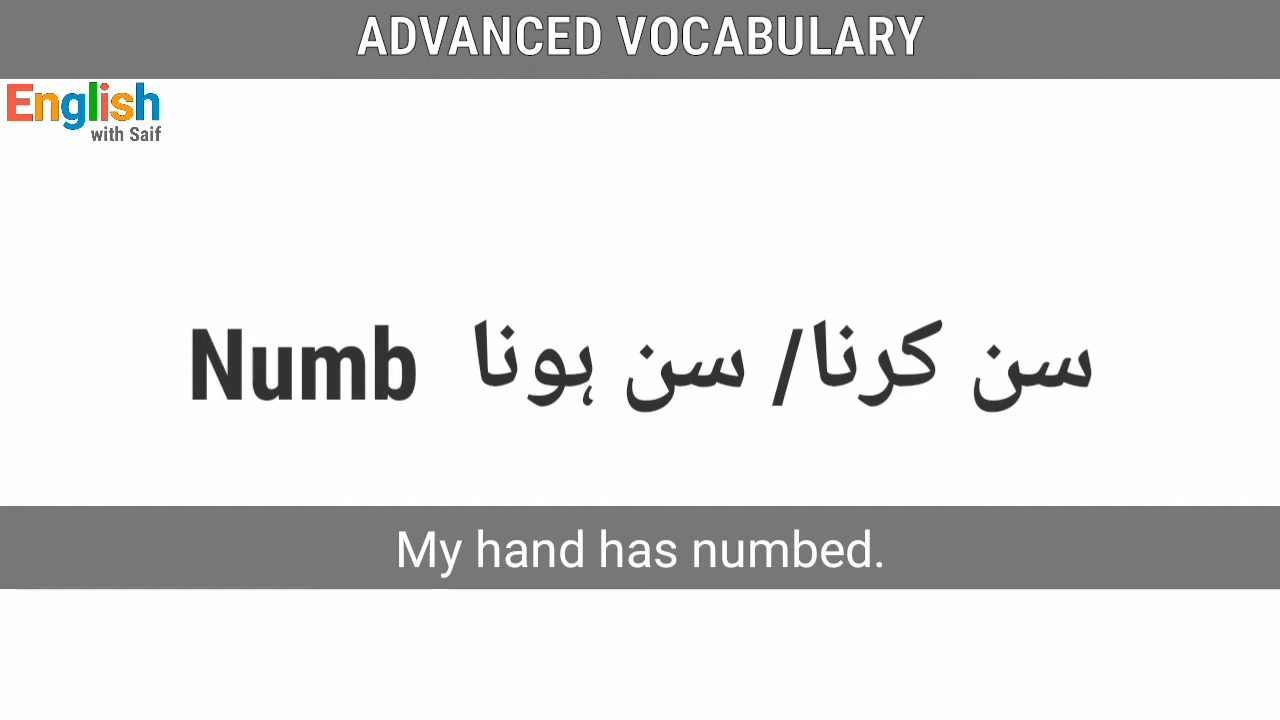 ADVANCED VOCABULARY
English
with Saif
Numb سن کرنا/ سن ہونا
My hand has numbed.